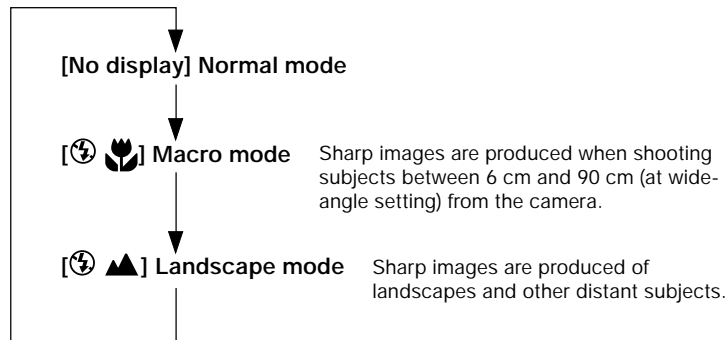 [No display] Normal mode
[ ] Macro mode
Sharp images are produced when shooting
subjects between 6 cm and 90 cm (at wide-
angle setting) from the camera.
[ ] Landscape mode
Sharp images are produced of
landscapes and other distant subjects.